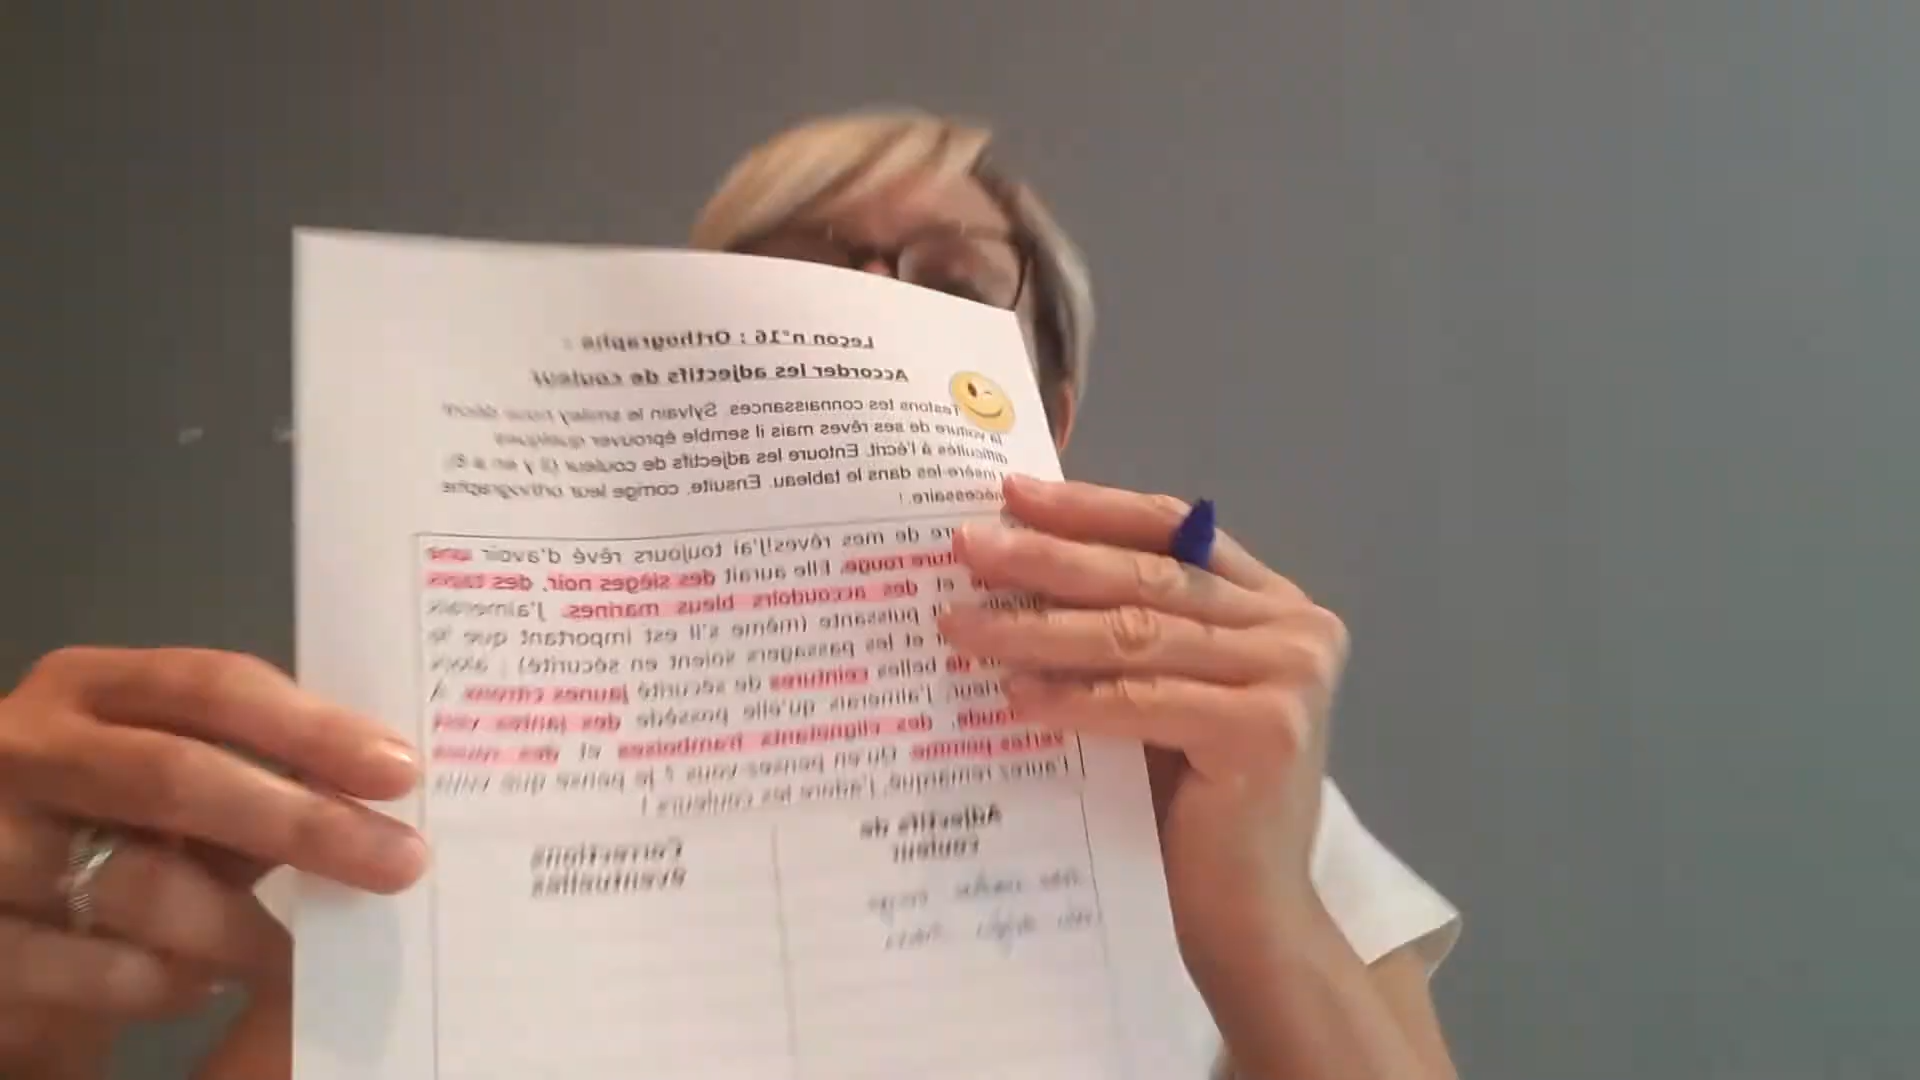 Leçon n°16 : Orthographe :
Accorder les adjectifs de couleur
Testons tes connaissances. Sylvain le smiley nous décrit
la voiture de ses rêves mais il semble éprouver quelques
difficultés à l'écrit. Entoure les adjectifs de couleur (il y en a 8)
insère-les dans le tableau. Ensuite, corrige leur orthographe
nécessaire !
de mes rêves!J'ai toujours rêvé d'avoir une
rouge. Elle aurait des sièges noir, des tapis
et des accoudoirs bleus marines. J'aimerais
puissante (même s'il est important que le
et les passagers soient en sécurité) : alors
de belles ceintures de sécurité jaunes citrons. A
J'aimerais qu'elle possède des jantes vert
des clignotants framboises et des roues
vertes pomme. Qu'en pensez-vous ? Je pense que vous
l'aurez remarqué, j'adore les couleurs !
Adjectifs de
couleur
Corrections
éventuelles